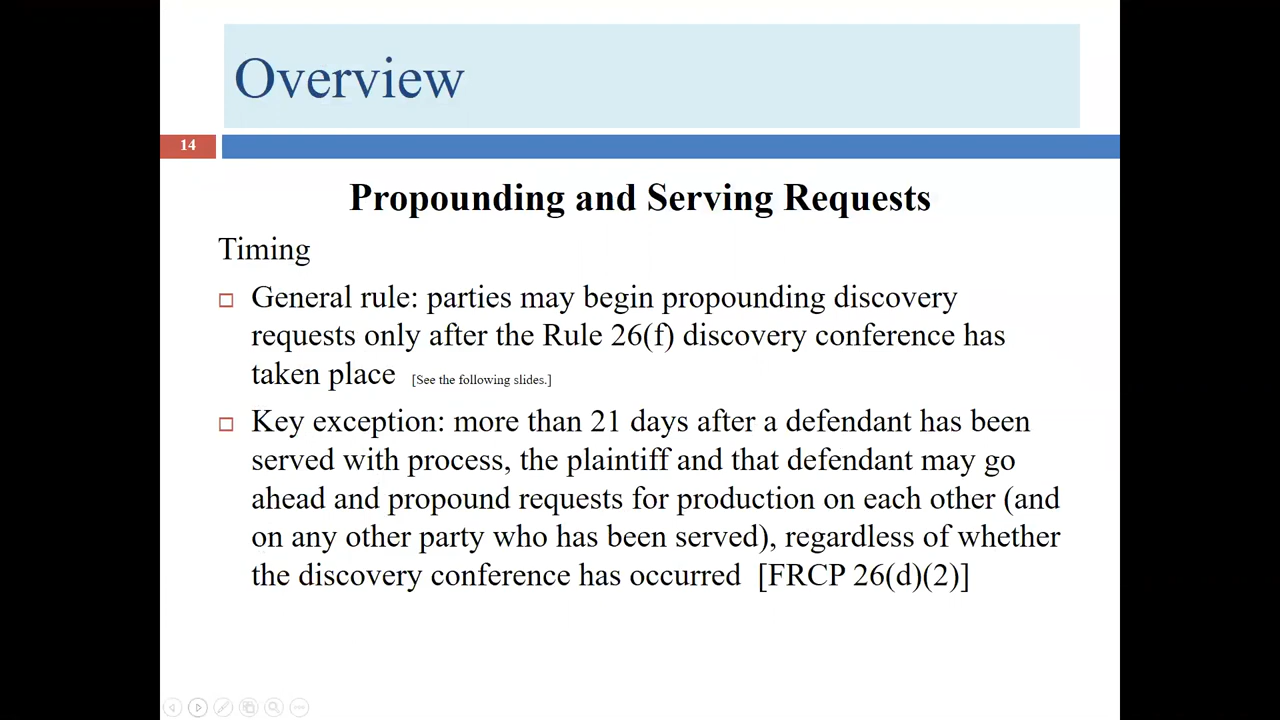 Overview
14
Propounding and Serving Requests
Timing
General rule: parties may begin propounding discovery
requests only after the Rule 26(f) discovery conference has
taken place [See the following slides.]
Key exception: more than 21 days after a defendant has been
served with process, the plaintiff and that defendant may go
ahead and propound requests for production on each other (and
on any other party who has been served), regardless of whether
the discovery conference has occurred [FRCP 26(d)(2)]